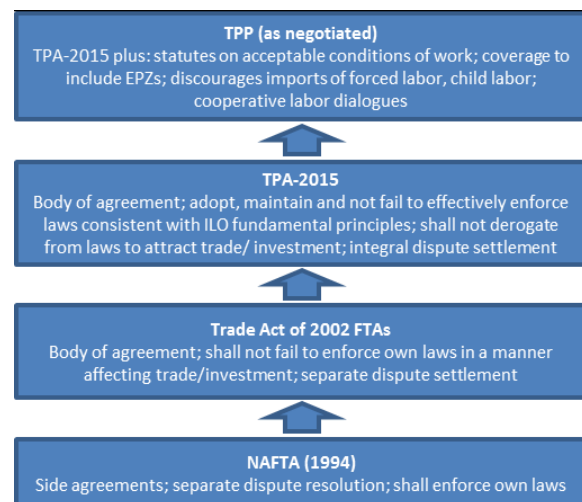 TPP (as negotiated)
TPA-2015 plus: statutes on acceptable conditions of work; coverage to
include EPZs; discourages imports of forced labor, child labor;
cooperative labor dialogues
TPA-2015
Body of agreement; adopt, maintain and not fail to effectively enforce
laws consistent with ILO fundamental principles; shall not derogate
from laws to attract trade/ investment; integral dispute settlement
Trade Act of 2002 FTAs
Body of agreement; shall not fail to enforce own laws in a manner
affecting trade/investment; separate dispute settlement
NAFTA (1994)
Side agreements; separate dispute resolution; shall enforce own laws